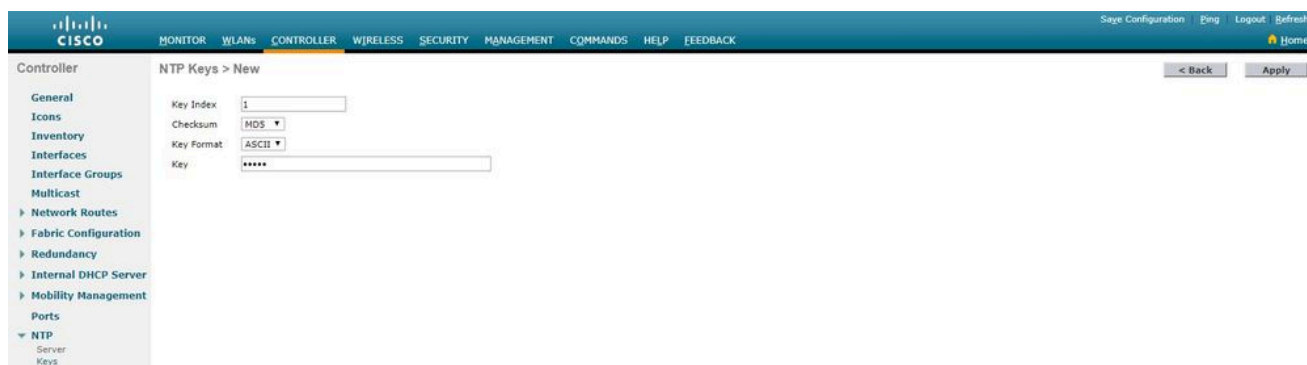 Save Configuration Ping Logout Refresh
CISCO MONITOR WLANs CONTROLLER WIRELESS SECURITY MANAGEMENT COMMANDS HELP FEEDBACK Home
Controller
General
Icons
Inventory
Interfaces
Interface Groups
Multicast
Network Routes
Fabric Configuration
Redundancy
Internal DHCP Server
Mobility Management
Ports
NTP
Server
Keys
NTP Keys > New
< Back Apply
Key Index 1
Checksum MD5
Key Format ASCII
Key •••••